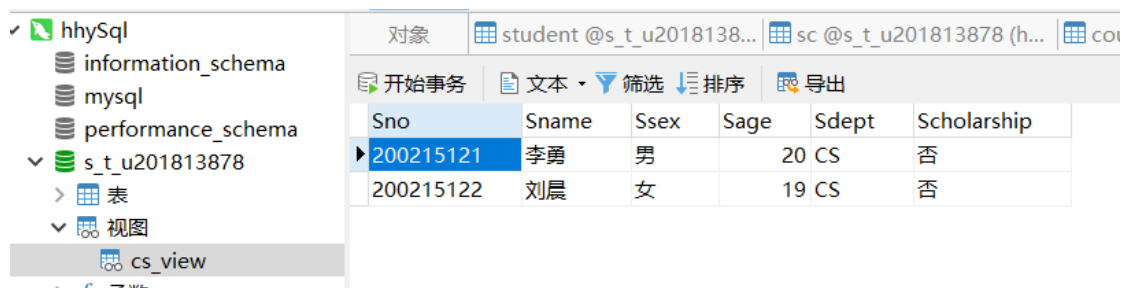 hhySql
information_schema
mysql
performance_schema
s_t_u201813878
表
视图
cs_view
对象 student @s_t_u2018138... sc @s_t_u201813878 (h... cou
开始事务 文本 筛选 排序 导出
Sno Sname Ssex Sage Sdept Scholarship
200215121 李勇 男 20 CS 否
200215122 刘晨 女 19 CS 否